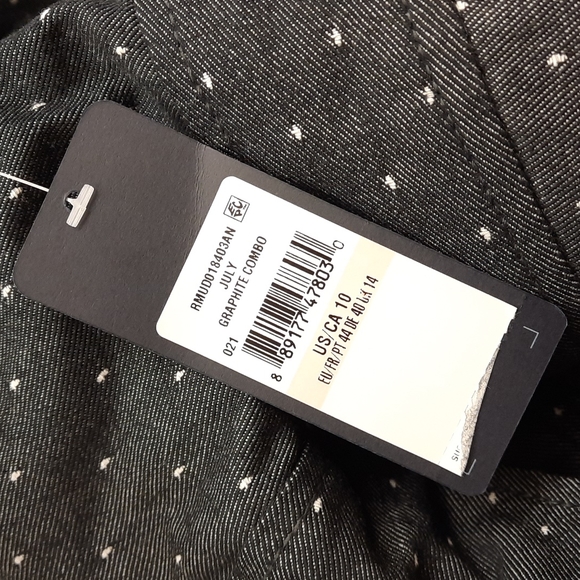 RMUD018403AN
JULY
GRAPHITE COMBO
021
8 89177 47803 0
US/CA 10
EU/FR/PT 44 DE 40 UK 14